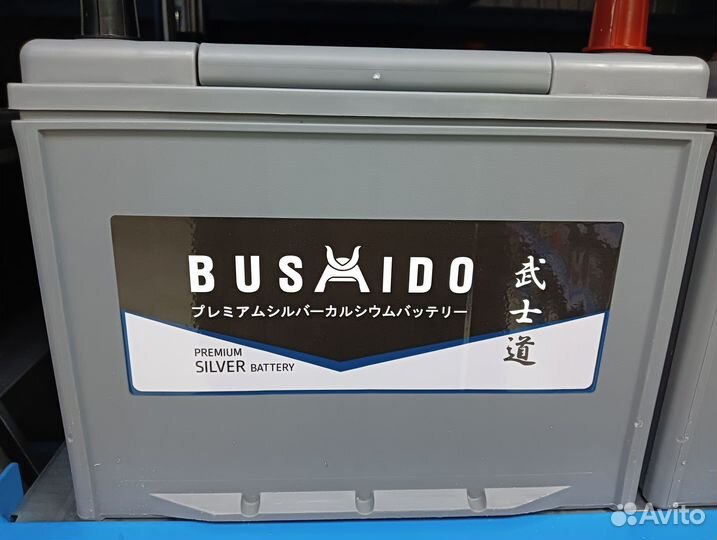 BUSHIDO
プレミアムシルバーカルシウムバッテリー
武士道
PREMIUM
SILVER BATTERY
Avito